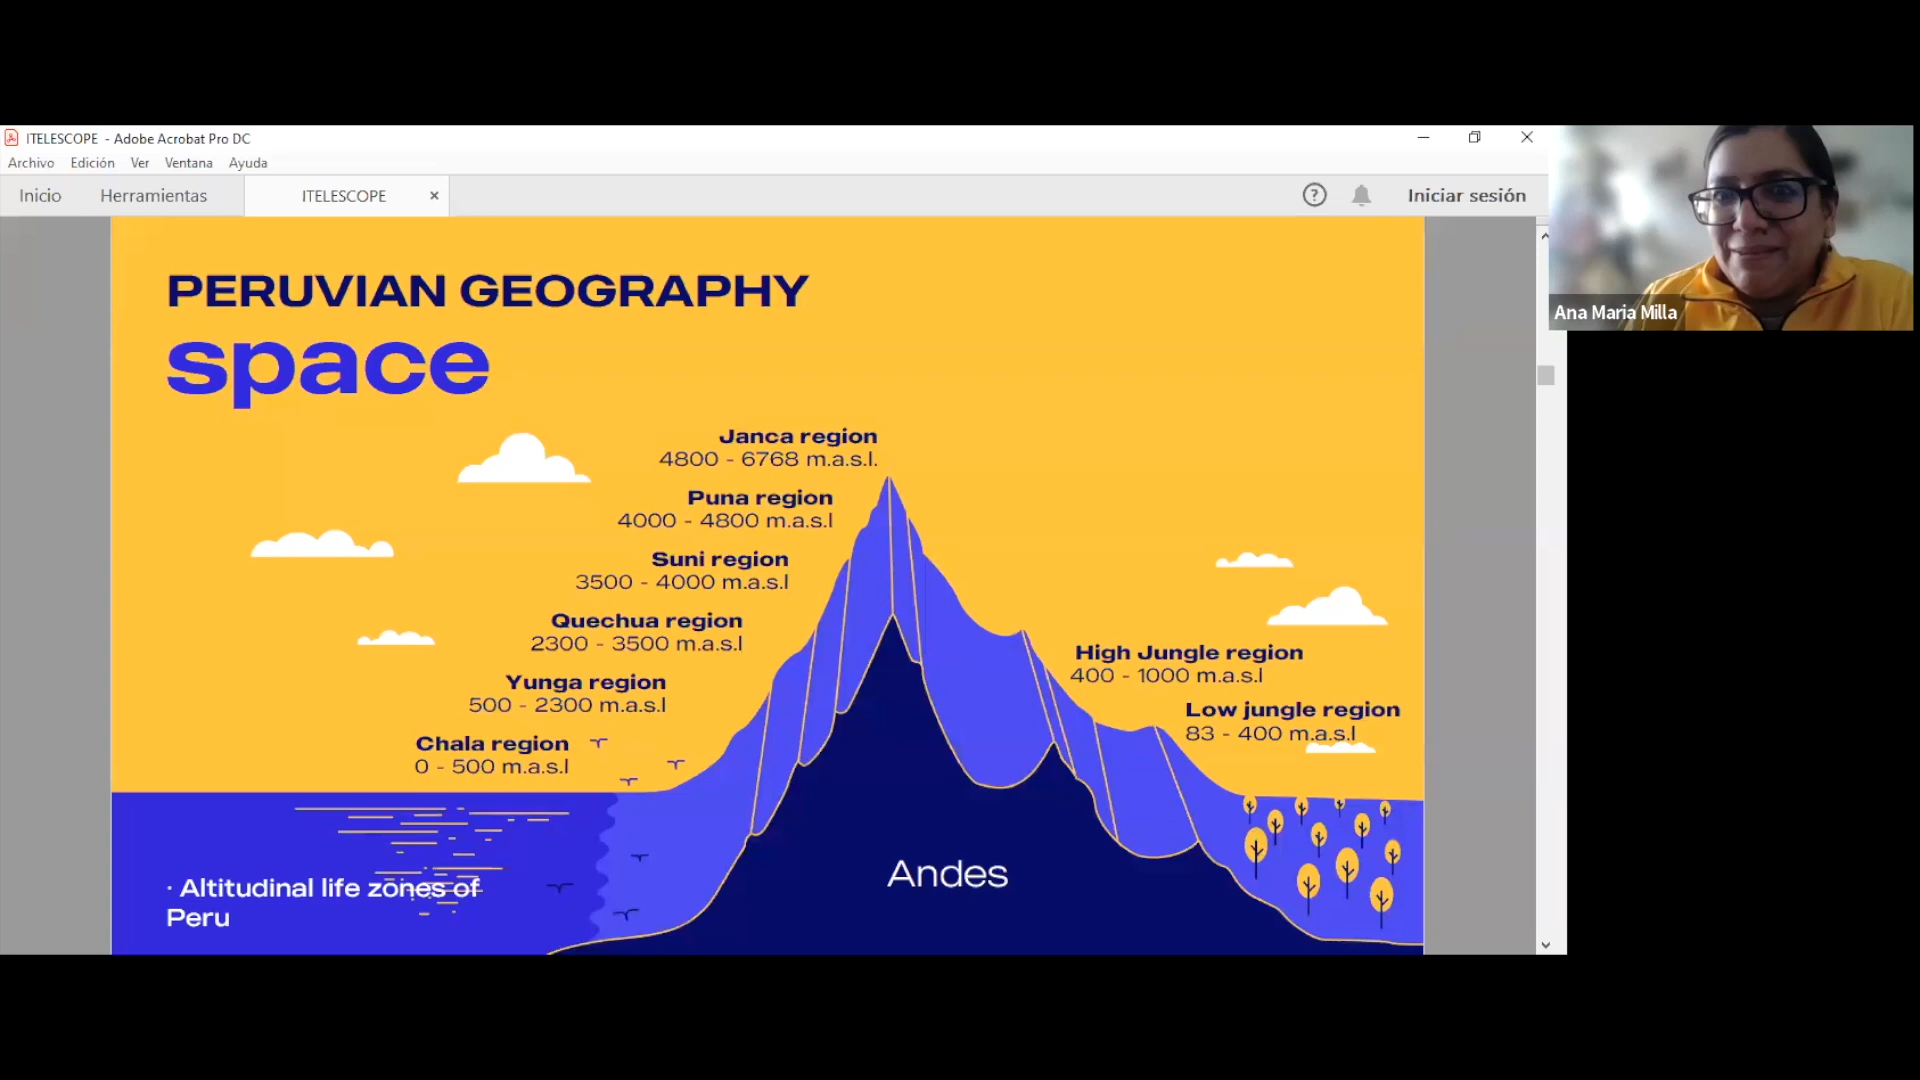 ITELESCOPE - Adobe Acrobat Pro DC
Archivo Edición Ver Ventana Ayuda
Inicio Herramientas ITELESCOPE × ? Iniciar sesión
Ana Maria Milla
PERUVIAN GEOGRAPHY
space
Janca region
4800 - 6768 m.a.s.l.
Puna region
4000 - 4800 m.a.s.l
Suni region
3500 - 4000 m.a.s.l
Quechua region
2300 - 3500 m.a.s.l
Yunga region
500 - 2300 m.a.s.l
Chala region
0 - 500 m.a.s.l
High Jungle region
400 - 1000 m.a.s.l
Low jungle region
83 - 400 m.a.s.l
Andes
· Altitudinal life zones of
Peru